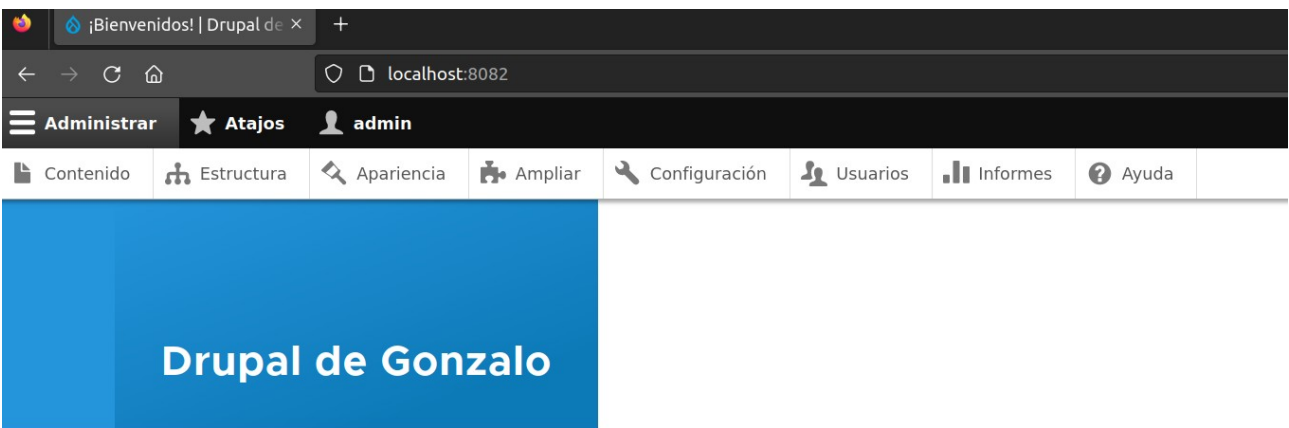 ¡Bienvenidos! | Drupal de
localhost:8082
Administrar Atajos admin
Contenido Estructura Apariencia Ampliar Configuración Usuarios Informes Ayuda
Drupal de Gonzalo